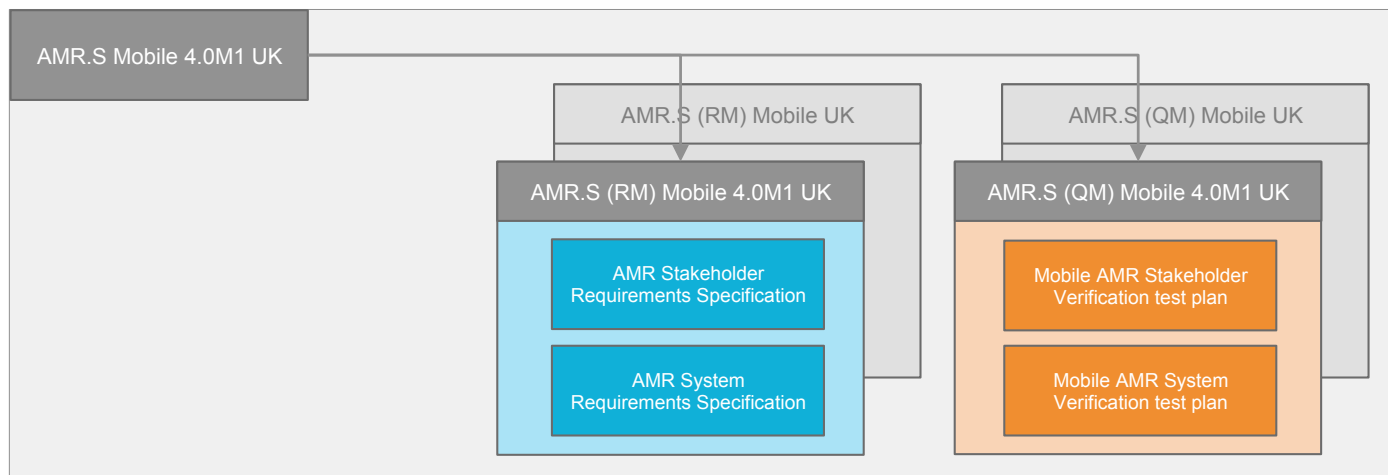 AMR.S Mobile 4.0M1 UK
AMR.S (RM) Mobile UK
AMR.S (QM) Mobile UK
AMR.S (RM) Mobile 4.0M1 UK
AMR.S (QM) Mobile 4.0M1 UK
AMR Stakeholder
Requirements Specification
Mobile AMR Stakeholder
Verification test plan
AMR System
Requirements Specification
Mobile AMR System
Verification test plan